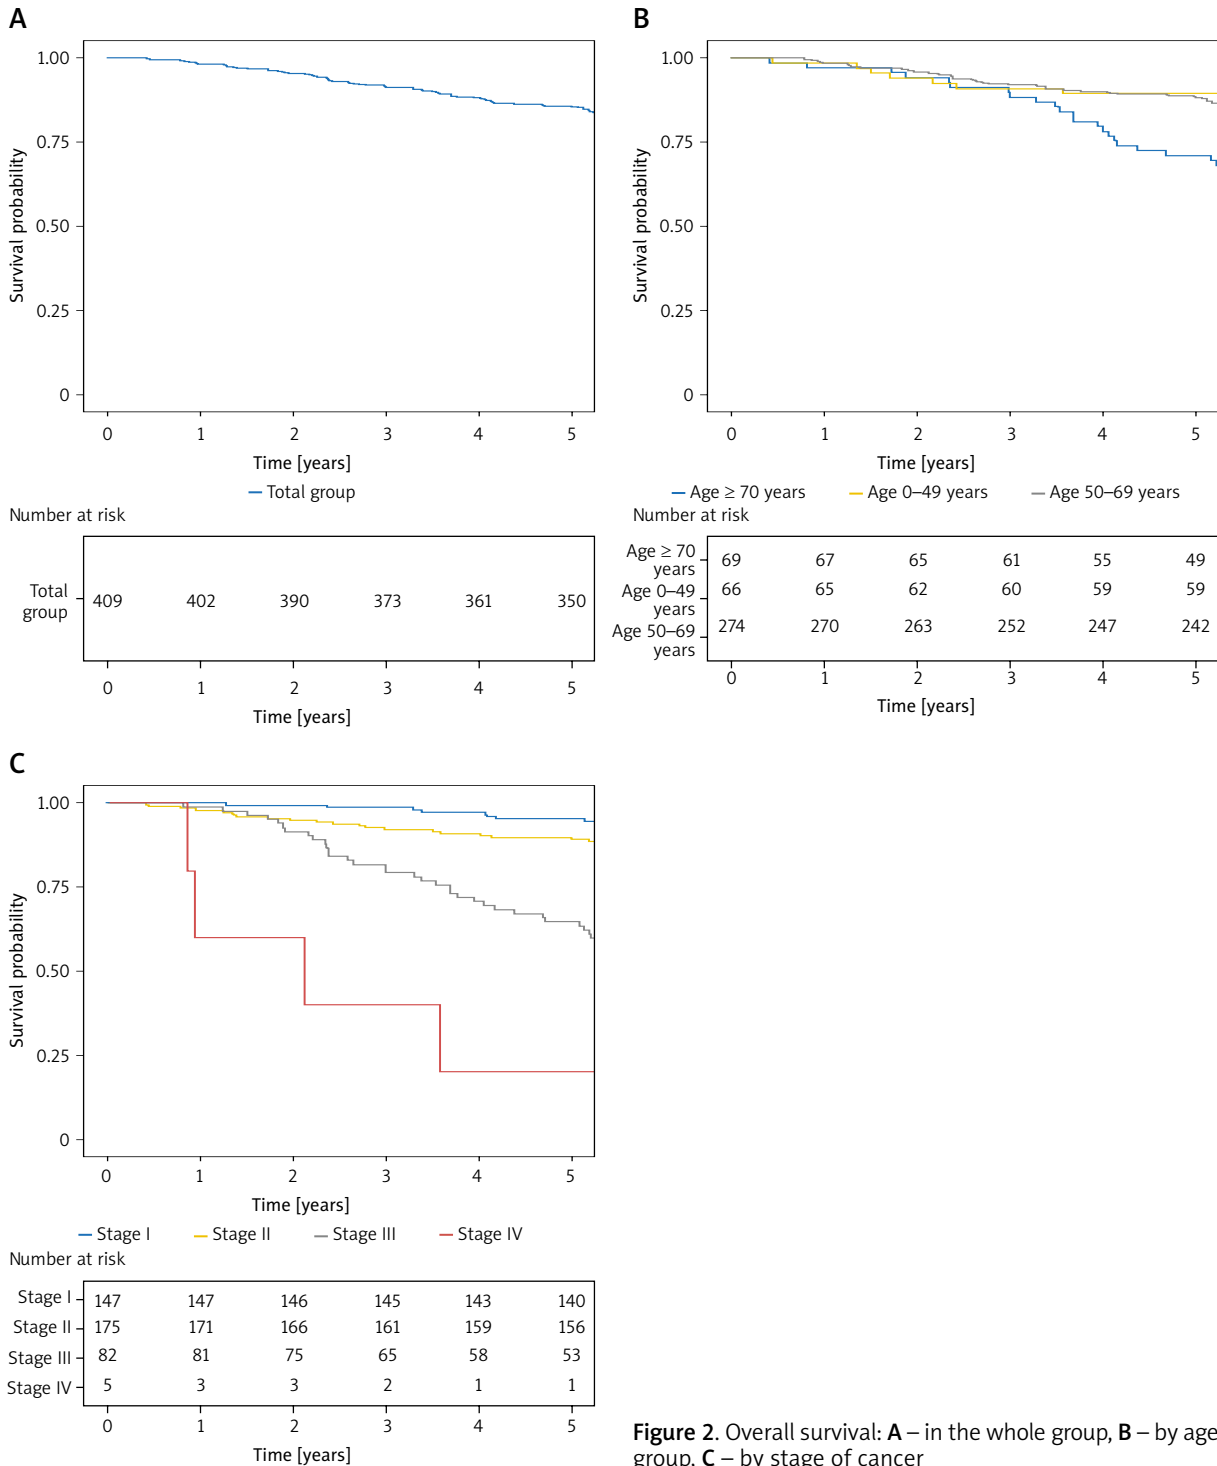 A
1.00
0.75
0.50
0.25
0
Survival probability
0 1 2 3 4 5
Time [years]
Total group
Number at risk
Total
group
409 402 390 373 361 350
0 1 2 3 4 5
Time [years]
B
1.00
0.75
0.50
0.25
0
Survival probability
0 1 2 3 4 5
Time [years]
Age ≥ 70 years Age 0–49 years Age 50–69 years
Number at risk
Age ≥ 70
years
69 67 65 61 55 49
Age 0–49
years
66 65 62 60 59 59
Age 50–69
years
274 270 263 252 247 242
0 1 2 3 4 5
Time [years]
C
1.00
0.75
0.50
0.25
0
Survival probability
0 1 2 3 4 5
Time [years]
Stage I Stage II Stage III Stage IV
Number at risk
Stage I 147 147 146 145 143 140
Stage II 175 171 166 161 159 156
Stage III 82 81 75 65 58 53
Stage IV 5 3 3 2 1 1
0 1 2 3 4 5
Time [years]
Figure 2. Overall survival: A – in the whole group, B – by age
group, C – by stage of cancer